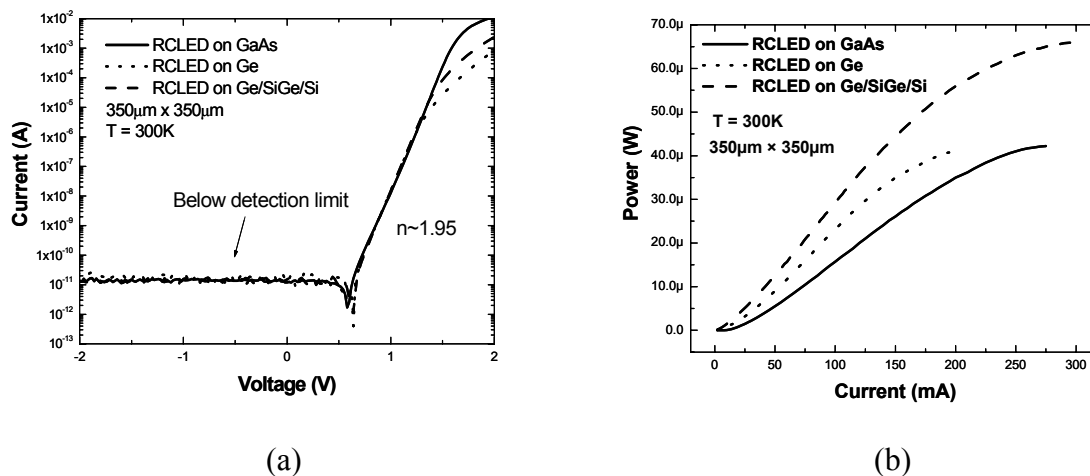 1x10⁻²
1x10⁻³
1x10⁻⁴
1x10⁻⁵
1x10⁻⁶
1x10⁻⁷
1x10⁻⁸
1x10⁻⁹
1x10⁻¹⁰
1x10⁻¹¹
1x10⁻¹²
1x10⁻¹³
Current (A)
RCLED on GaAs
RCLED on Ge
RCLED on Ge/SiGe/Si
350μm x 350μm
T = 300K
Below detection limit
n~1.95
-2 -1 0 1 2
Voltage (V)
(a)
70.0μ
60.0μ
50.0μ
40.0μ
30.0μ
20.0μ
10.0μ
0.0
Power (W)
RCLED on GaAs
RCLED on Ge
RCLED on Ge/SiGe/Si
T = 300K
350μm × 350μm
0 50 100 150 200 250 300
Current (mA)
(b)